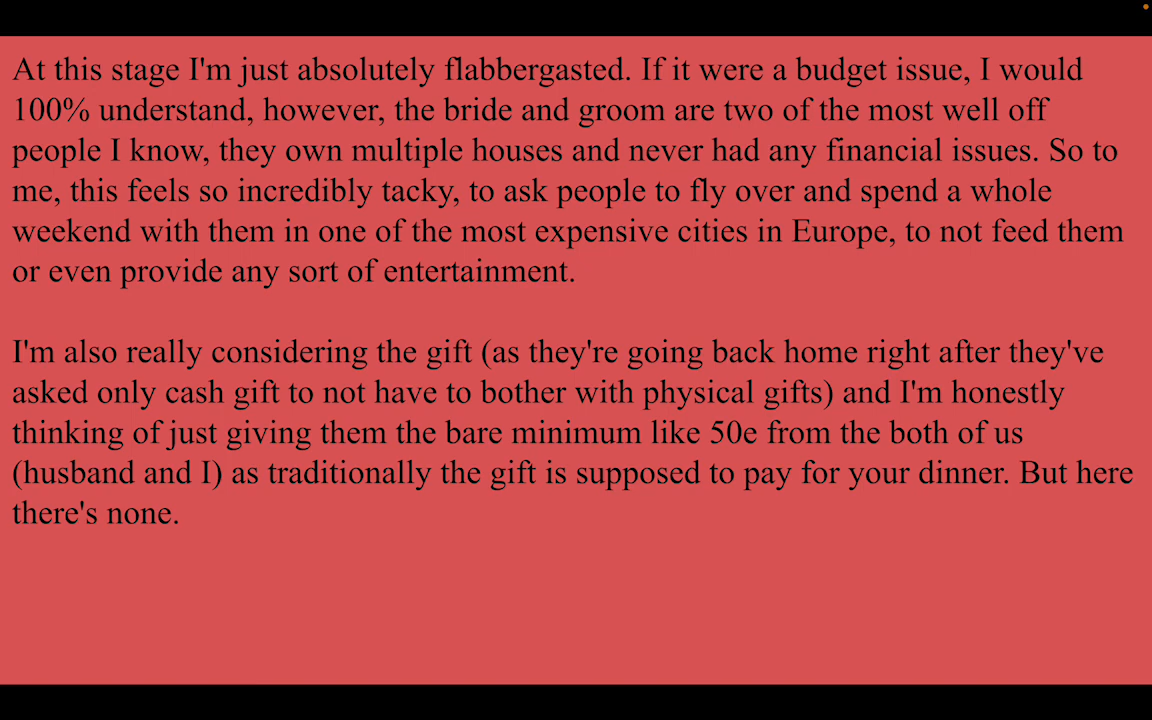 At this stage I'm just absolutely flabbergasted. If it were a budget issue, I would
100% understand, however, the bride and groom are two of the most well off
people I know, they own multiple houses and never had any financial issues. So to
me, this feels so incredibly tacky, to ask people to fly over and spend a whole
weekend with them in one of the most expensive cities in Europe, to not feed them
or even provide any sort of entertainment.
I'm also really considering the gift (as they're going back home right after they've
asked only cash gift to not have to bother with physical gifts) and I'm honestly
thinking of just giving them the bare minimum like 50e from the both of us
(husband and I) as traditionally the gift is supposed to pay for your dinner. But here
there's none.